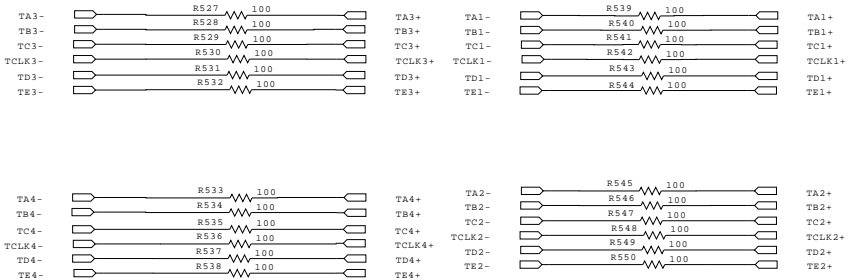 TA3- R527 100 TA3+
TB3- R528 100 TB3+
TC3- R529 100 TC3+
TCLK3- R530 100 TCLK3+
TD3- R531 100 TD3+
TE3- R532 100 TE3+
TA1- R539 100 TA1+
TB1- R540 100 TB1+
TC1- R541 100 TC1+
TCLK1- R542 100 TCLK1+
TD1- R543 100 TD1+
TE1- R544 100 TE1+
TA4- R533 100 TA4+
TB4- R534 100 TB4+
TC4- R535 100 TC4+
TCLK4- R536 100 TCLK4+
TD4- R537 100 TD4+
TE4- R538 100 TE4+
TA2- R545 100 TA2+
TB2- R546 100 TB2+
TC2- R547 100 TC2+
TCLK2- R548 100 TCLK2+
TD2- R549 100 TD2+
TE2- R550 100 TE2+